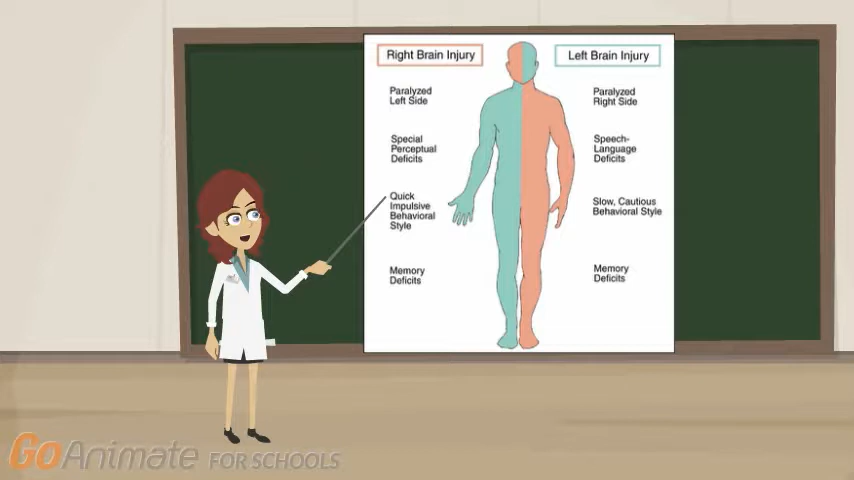 Right Brain Injury
Paralyzed
Left Side
Special
Perceptual
Deficits
Quick
Impulsive
Behavioral
Style
Memory
Deficits
Left Brain Injury
Paralyzed
Right Side
Speech-
Language
Deficits
Slow, Cautious
Behavioral Style
Memory
Deficits
GoAnimate FOR SCHOOLS